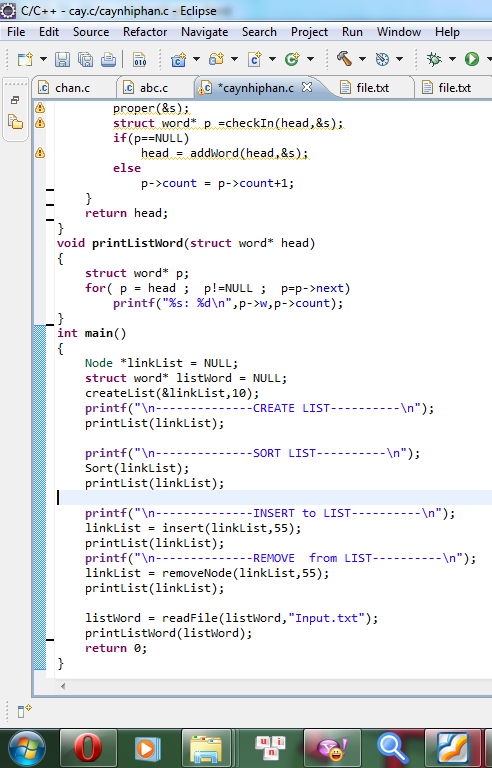 C/C++ - cay.c/caynhiphan.c - Eclipse
File Edit Source Refactor Navigate Search Project Run Window Help
chan.c abc.c *caynhiphan.c file.txt file.txt
proper(&s);
struct word* p =checkIn(head,&s);
if(p==NULL)
head = addWord(head,&s);
else
p->count = p->count+1;
}
return head;
}
void printListWord(struct word* head)
{
struct word* p;
for( p = head ;  p!=NULL ;  p=p->next)
printf("%s: %d\n",p->w,p->count);
}
int main()
{
Node *linkList = NULL;
struct word* listWord = NULL;
createList(&linkList,10);
printf("\n--------------CREATE LIST----------\n");
printList(linkList);
printf("\n--------------SORT LIST----------\n");
Sort(linkList);
printList(linkList);
printf("\n--------------INSERT to LIST----------\n");
linkList = insert(linkList,55);
printList(linkList);
printf("\n--------------REMOVE  from LIST----------\n");
linkList = removeNode(linkList,55);
printList(linkList);
listWord = readFile(listWord,"Input.txt");
printListWord(listWord);
return 0;
}